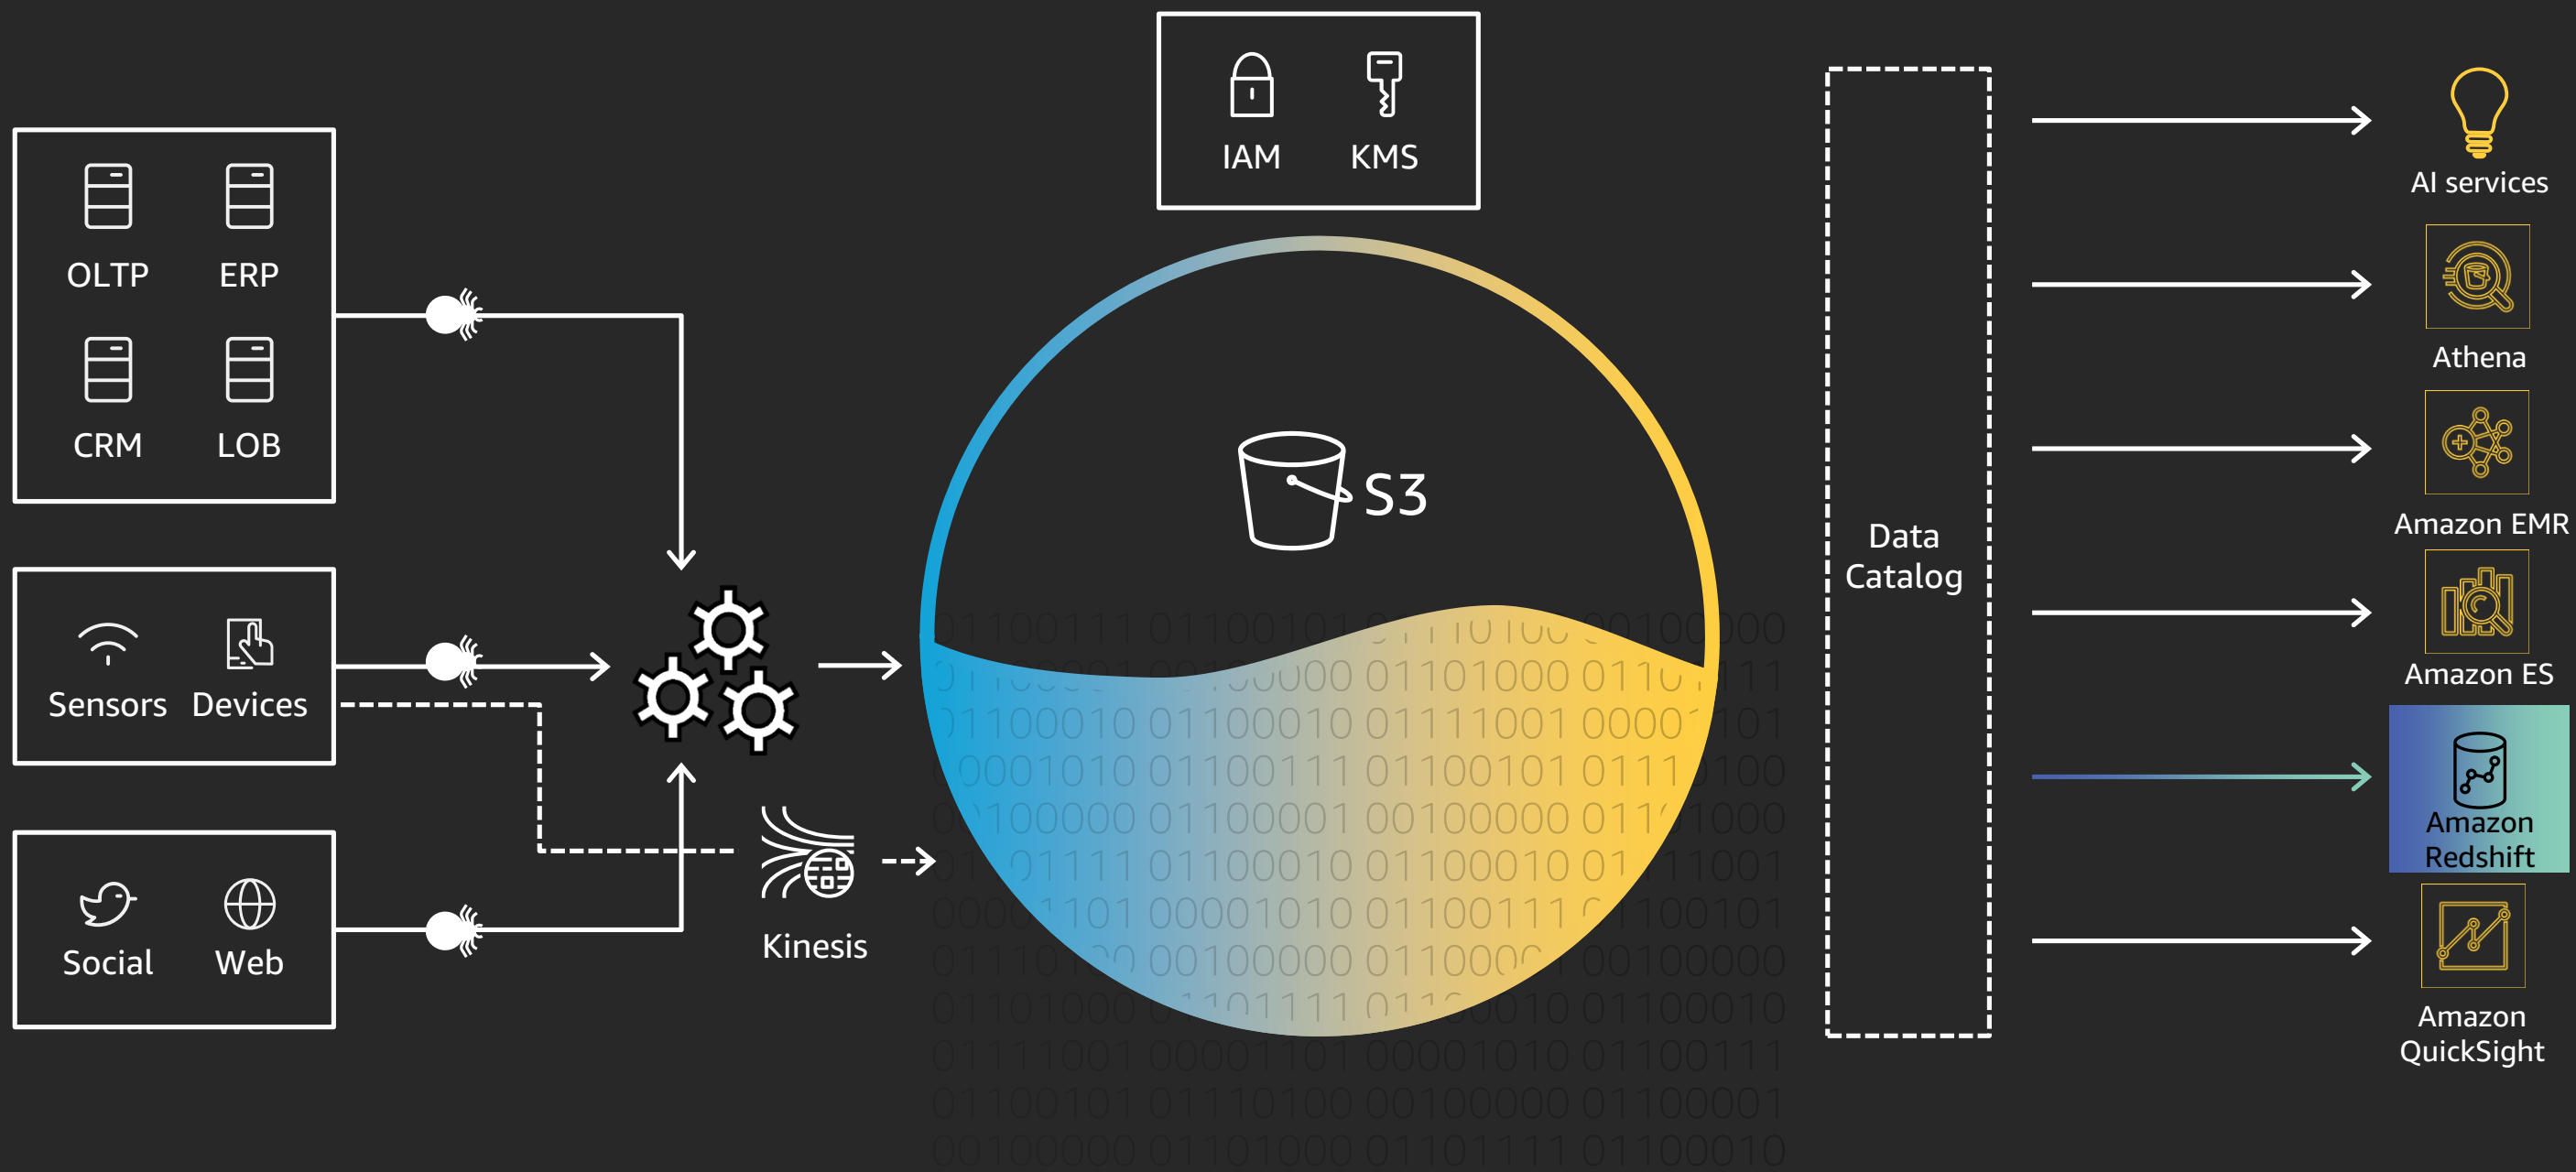 IAM KMS
OLTP ERP
CRM LOB
Sensors Devices
Social Web
Kinesis
S3
Data
Catalog
AI services
Athena
Amazon EMR
Amazon ES
Amazon
Redshift
Amazon
QuickSight